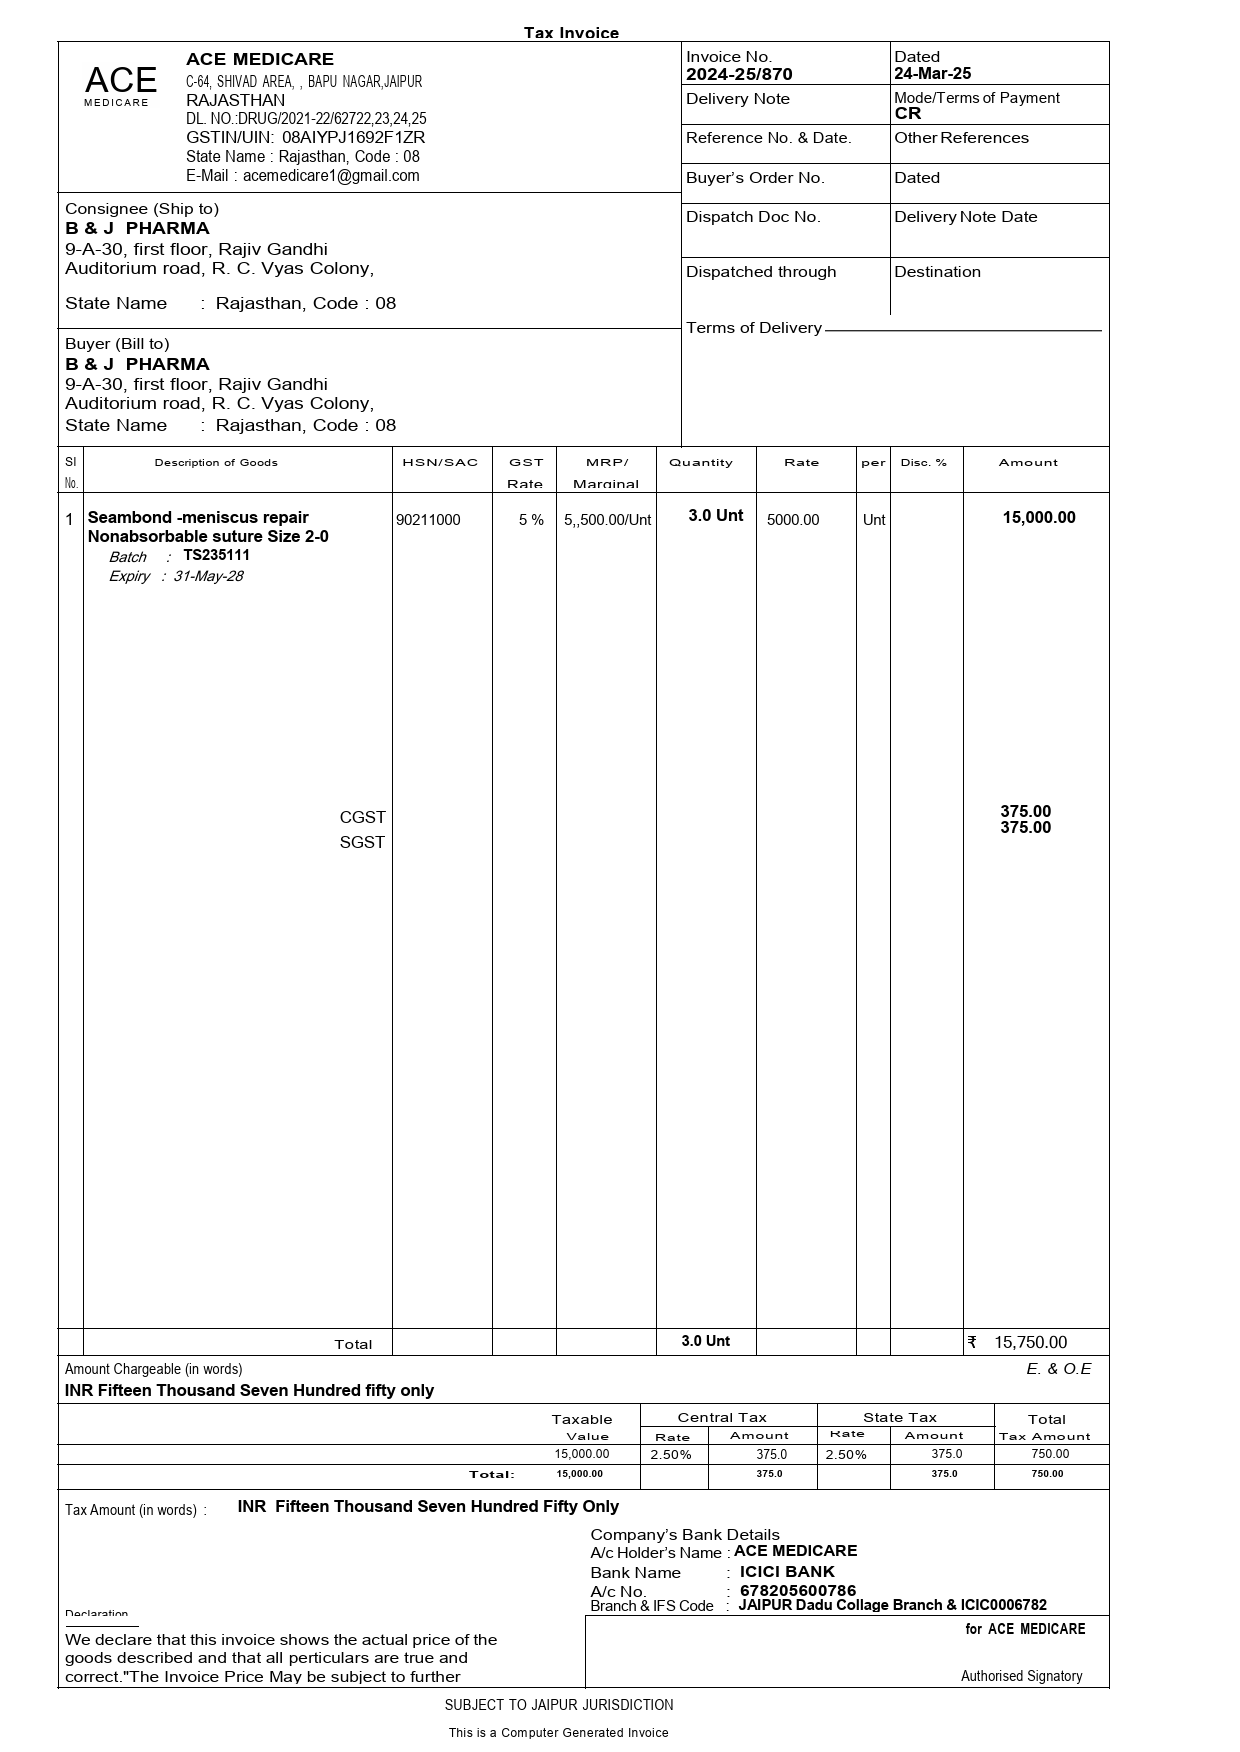 Tax Invoice
ACE
MEDICARE
ACE MEDICARE
C-64, SHIVAD AREA, , BAPU NAGAR,JAIPUR
RAJASTHAN
DL. NO.:DRUG/2021-22/62722,23,24,25
GSTIN/UIN: 08AIYPJ1692F1ZR
State Name : Rajasthan, Code : 08
E-Mail : acemedicare1@gmail.com
Invoice No. Dated
2024-25/870 24-Mar-25
Delivery Note Mode/Terms of Payment
CR
Reference No. & Date. Other References
Buyer’s Order No. Dated
Dispatch Doc No. Delivery Note Date
Dispatched through Destination
Terms of Delivery
Consignee (Ship to)
B & J PHARMA
9-A-30, first floor, Rajiv Gandhi
Auditorium road, R. C. Vyas Colony,
State Name : Rajasthan, Code : 08
Buyer (Bill to)
B & J PHARMA
9-A-30, first floor, Rajiv Gandhi
Auditorium road, R. C. Vyas Colony,
State Name : Rajasthan, Code : 08
Sl Description of Goods HSN/SAC GST MRP/ Quantity Rate per Disc. % Amount
No. Rate Marginal
1 Seambond -meniscus repair 90211000 5 % 5,,500.00/Unt 3.0 Unt 5000.00 Unt 15,000.00
Nonabsorbable suture Size 2-0
Batch : TS235111
Expiry : 31-May-28
CGST 375.00
SGST 375.00
Total 3.0 Unt ₹ 15,750.00
Amount Chargeable (in words) E. & O.E
INR Fifteen Thousand Seven Hundred fifty only
Taxable Central Tax State Tax Total
Value Rate Amount Rate Amount Tax Amount
15,000.00 2.50% 375.0 2.50% 375.0 750.00
Total: 15,000.00 375.0 375.0 750.00
Tax Amount (in words) : INR Fifteen Thousand Seven Hundred Fifty Only
Company’s Bank Details
A/c Holder’s Name : ACE MEDICARE
Bank Name : ICICI BANK
A/c No. : 678205600786
Branch & IFS Code : JAIPUR Dadu Collage Branch & ICIC0006782
Declaration
We declare that this invoice shows the actual price of the
goods described and that all perticulars are true and
correct."The Invoice Price May be subject to further
for ACE MEDICARE
Authorised Signatory
SUBJECT TO JAIPUR JURISDICTION
This is a Computer Generated Invoice